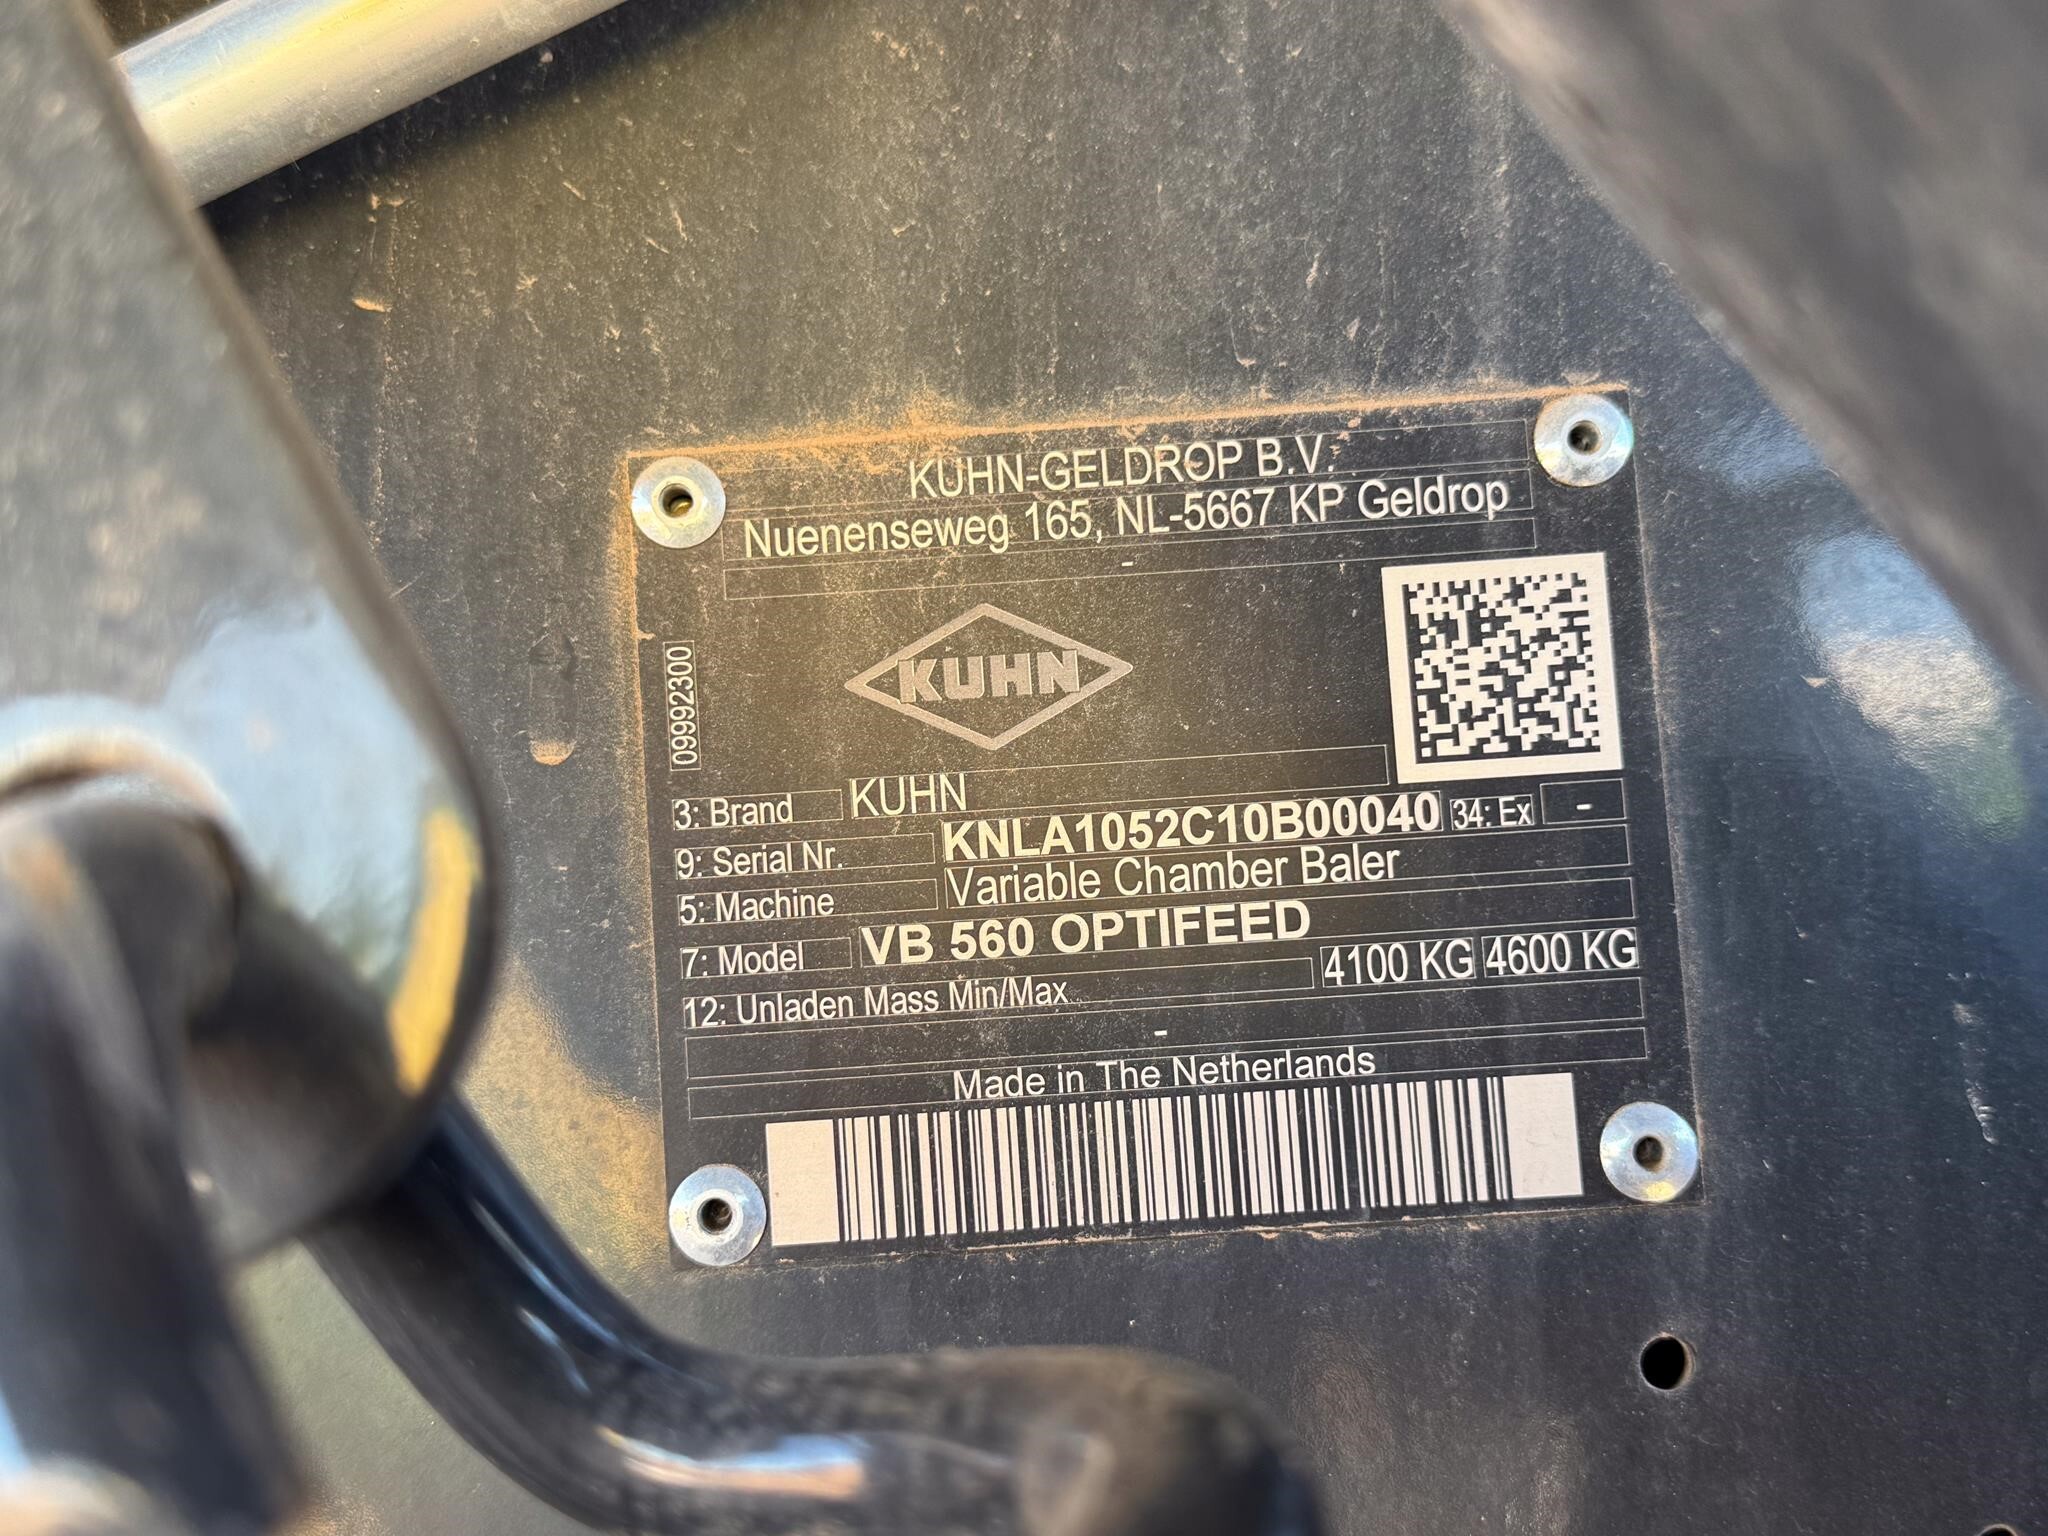 KUHN-GELDROP B.V.
Nuenenseweg 165, NL-5667 KP Geldrop
-
KUHN
09992300
3: Brand KUHN
9: Serial Nr. KNLA1052C10B00040 34: Ex -
5: Machine Variable Chamber Baler
7: Model VB 560 OPTIFEED
12: Unladen Mass Min/Max 4100 KG 4600 KG
-
Made in The Netherlands